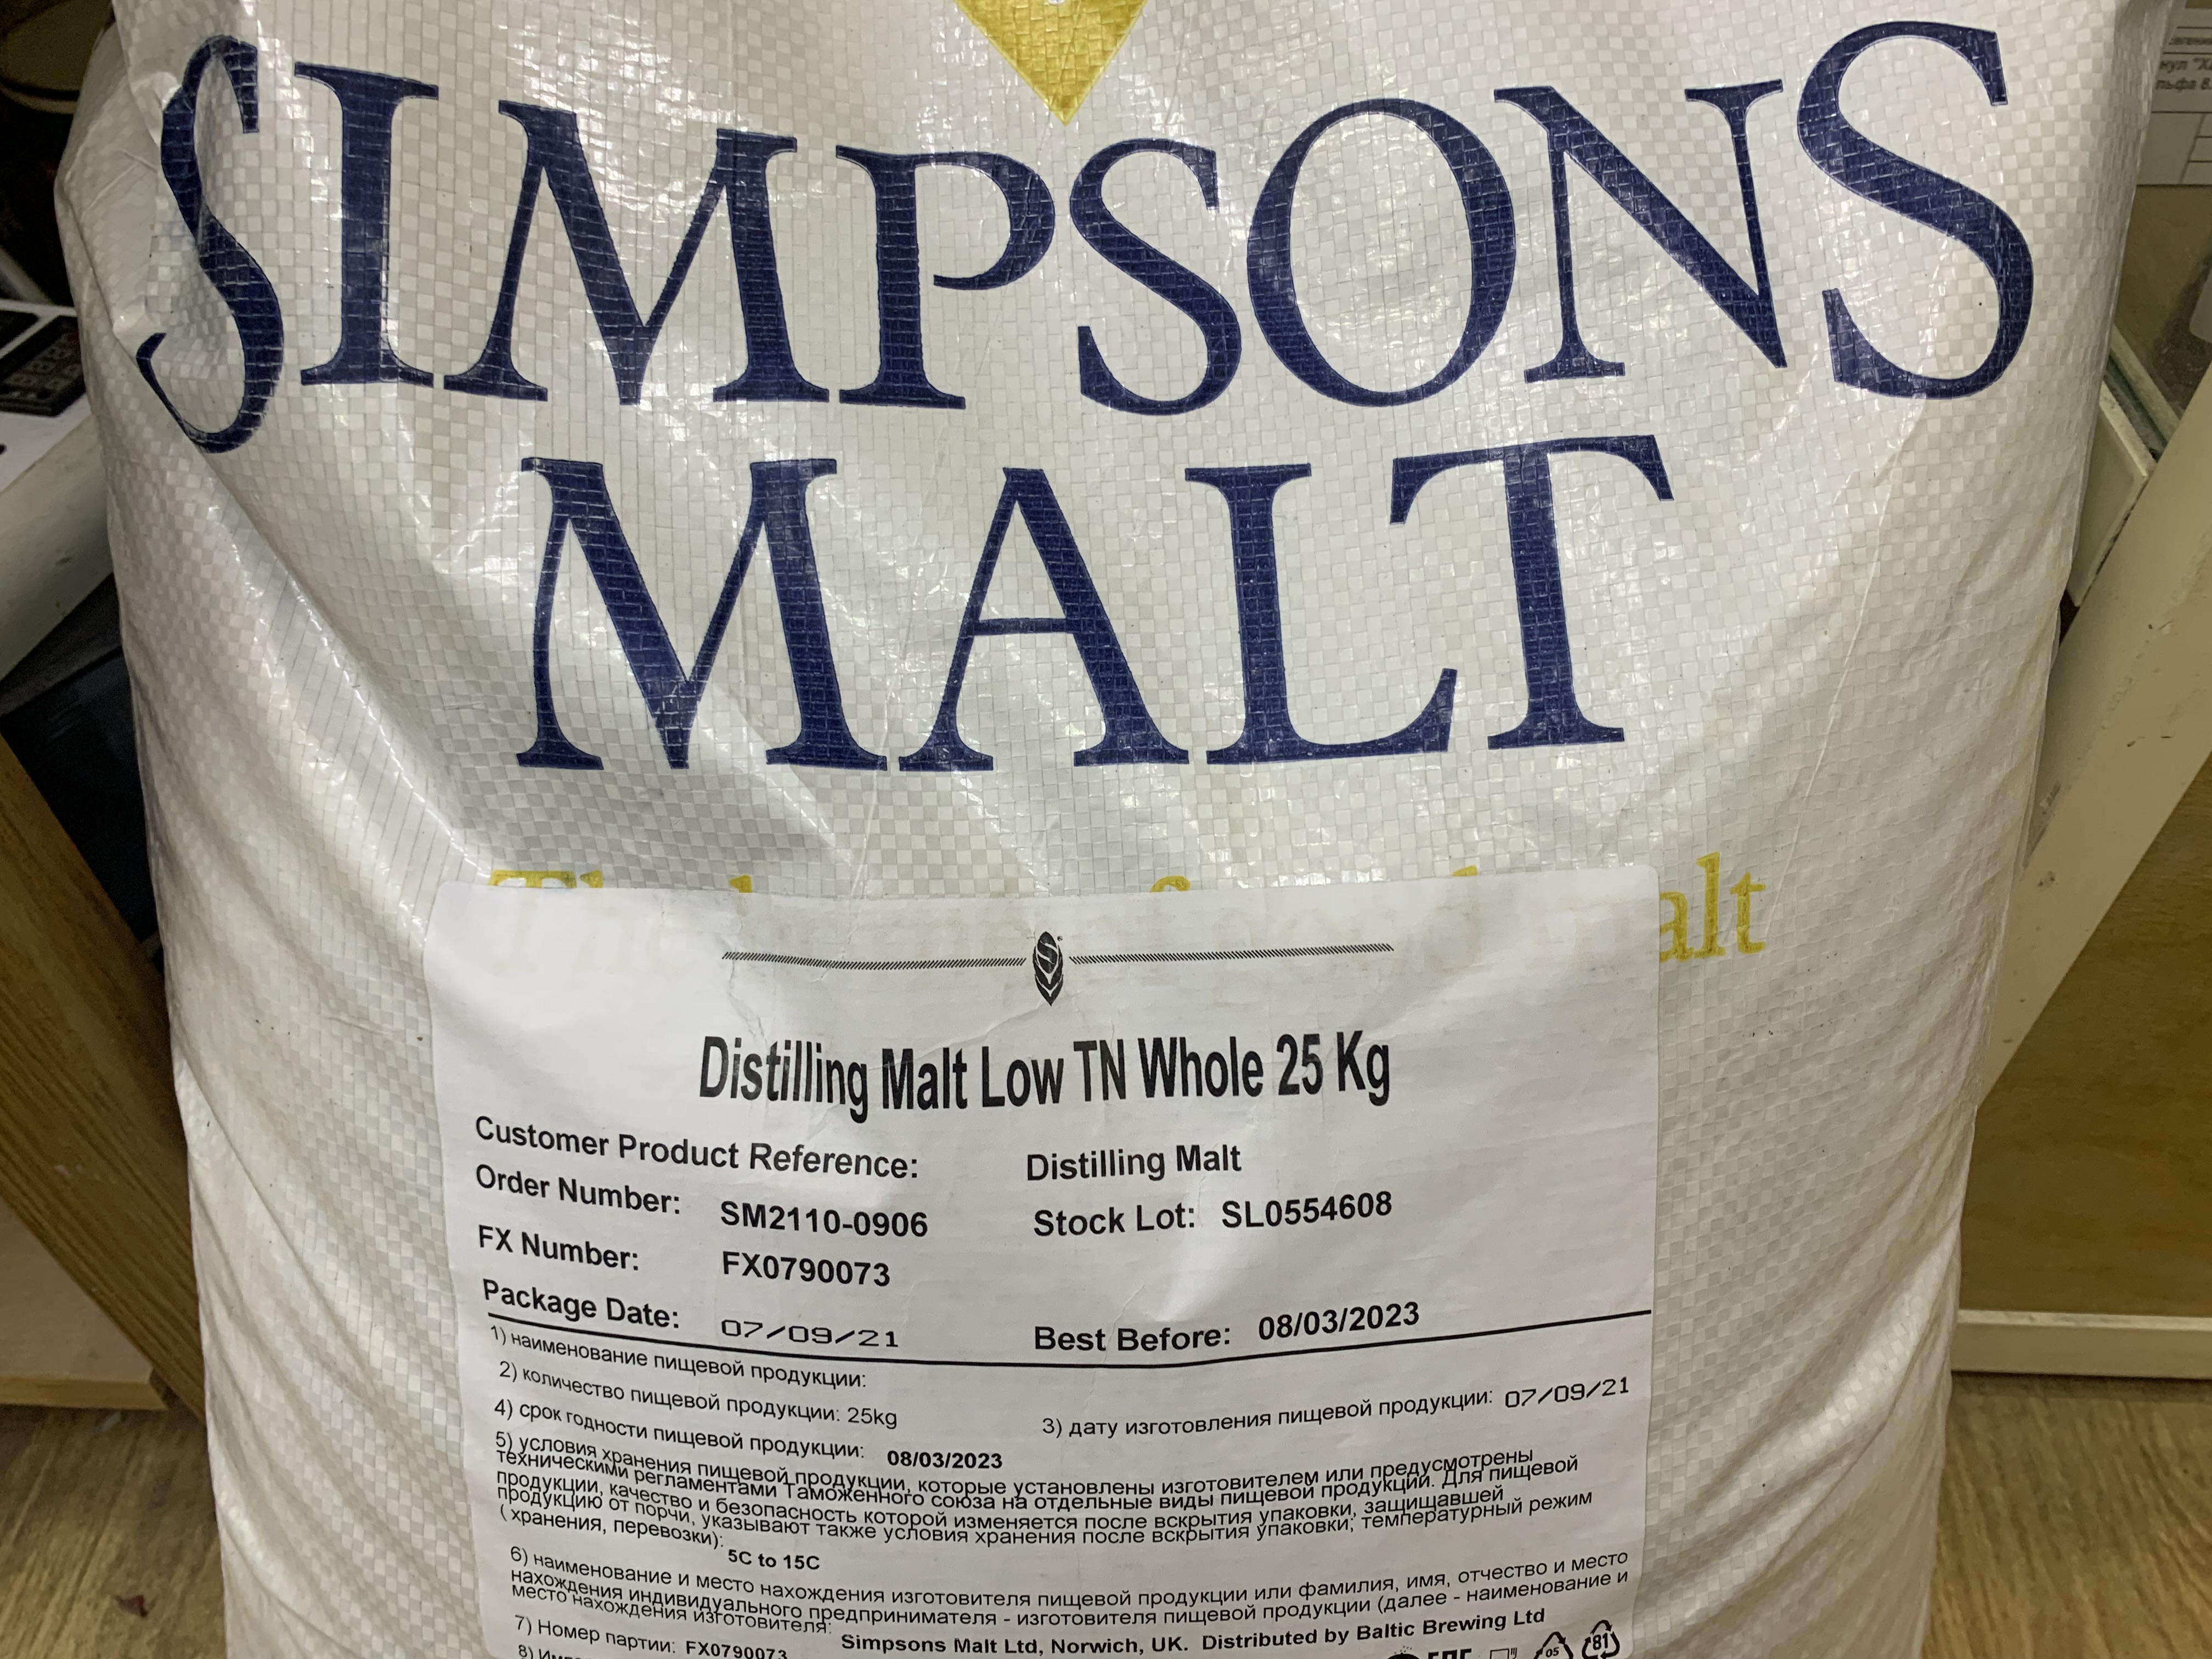 SIMPSONS
MALT
alt
Distilling Malt Low TN Whole 25 Kg
Customer Product Reference: Distilling Malt
Order Number: SM2110-0906 Stock Lot: SL0554608
FX Number: FX0790073
Package Date: 07/09/21 Best Before: 08/03/2023
1) наименование пищевой продукции:
2) количество пищевой продукции: 25kg
3) дату изготовления пищевой продукции: 07/09/21
4) срок годности пищевой продукции: 08/03/2023
5) условия хранения пищевой продукции, которые установлены изготовителем или предусмотрены
техническими регламентами Таможенного союза на отдельные виды пищевой продукции. Для пищевой
продукции, качество и безопасность которой изменяется после вскрытия упаковки, защищавшей
продукцию от порчи, указывают также условия хранения после вскрытия упаковки; температурный режим
(хранения, перевозки): 5C to 15C
6) наименование и место нахождения изготовителя пищевой продукции или фамилия, имя, отчество и место
нахождения индивидуального предпринимателя - изготовителя пищевой продукции (далее - наименование и
место нахождения изготовителя: Simpsons Malt Ltd, Norwich, UK. Distributed by Baltic Brewing Ltd
7) Номер партии: FX0790073
8)
05
81